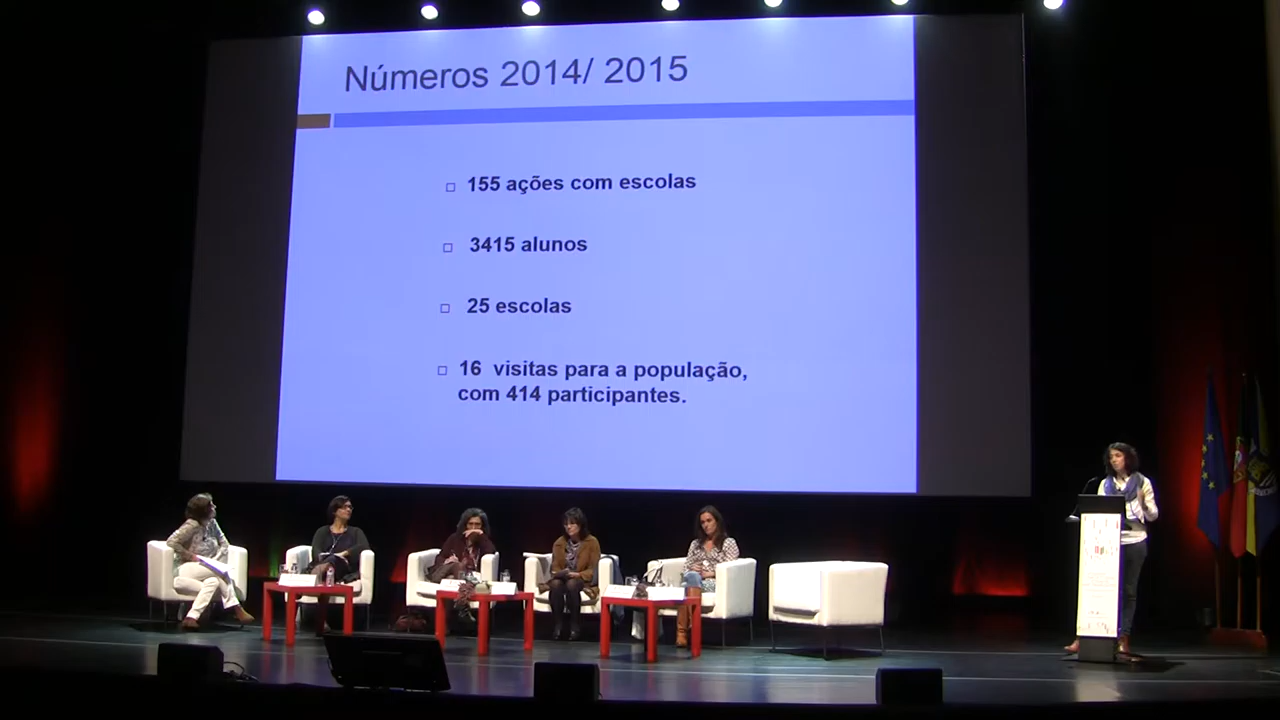 Números 2014/ 2015
155 ações com escolas
3415 alunos
25 escolas
16 visitas para a população,
com 414 participantes.